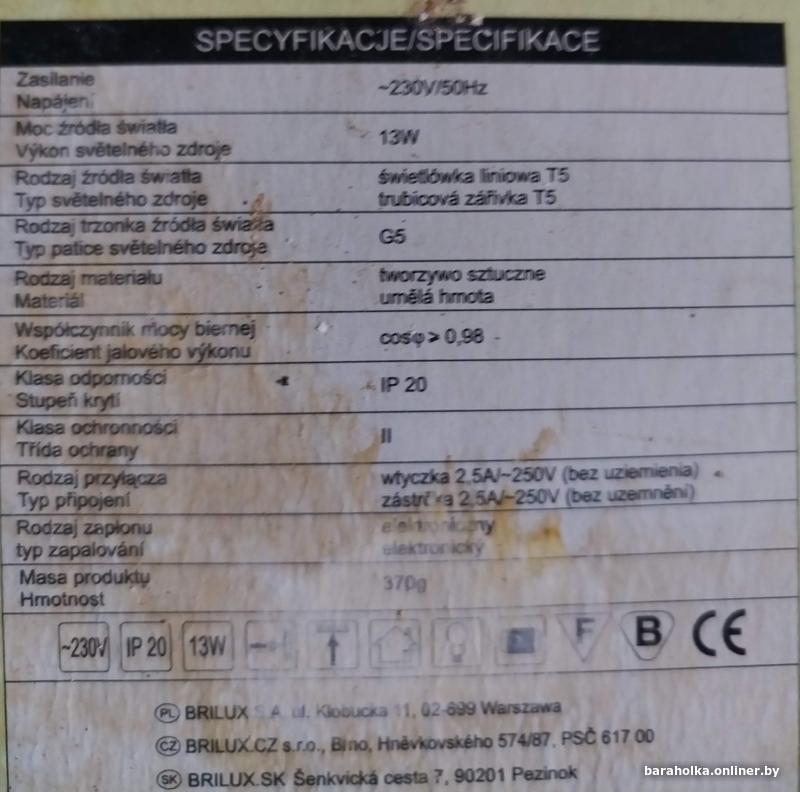 SPECYFIKACJE/SPECIFIKACE
Zasilanie
Napájení
~230V/50Hz
Moc źródła światła
Výkon světelného zdroje
13W
Rodzaj źródła światła
Typ světelného zdroje
świetlówka liniowa T5
trubicová zářivka T5
Rodzaj trzonka źródła światła
Typ patice světelného zdroje
G5
Rodzaj materiału
Materiál
tworzywo sztuczne
umělá hmota
Współczynnik mocy biernej
Koeficient jalového výkonu
cosφ > 0,98
Klasa odporności
Stupeň krytí
IP 20
Klasa ochronności
Třída ochrany
II
Rodzaj przyłącza
Typ připojení
wtyczka 2.5A/~250V (bez uziemienia)
zástrčka 2.5A/~250V (bez uzemnění)
Rodzaj zapłonu
typ zapalování
elektroniczny
elektronický
Masa produktu
Hmotnost
370g
~230V IP 20 13W F B CE
PL BRILUX S.A. ul. Kłobucka 11, 02-699 Warszawa
CZ BRILUX.CZ s.r.o., Brno, Hněvkovského 574/87, PSČ 617 00
SK BRILUX.SK Šenkvická cesta 7, 90201 Pezinok
baraholka.onliner.by